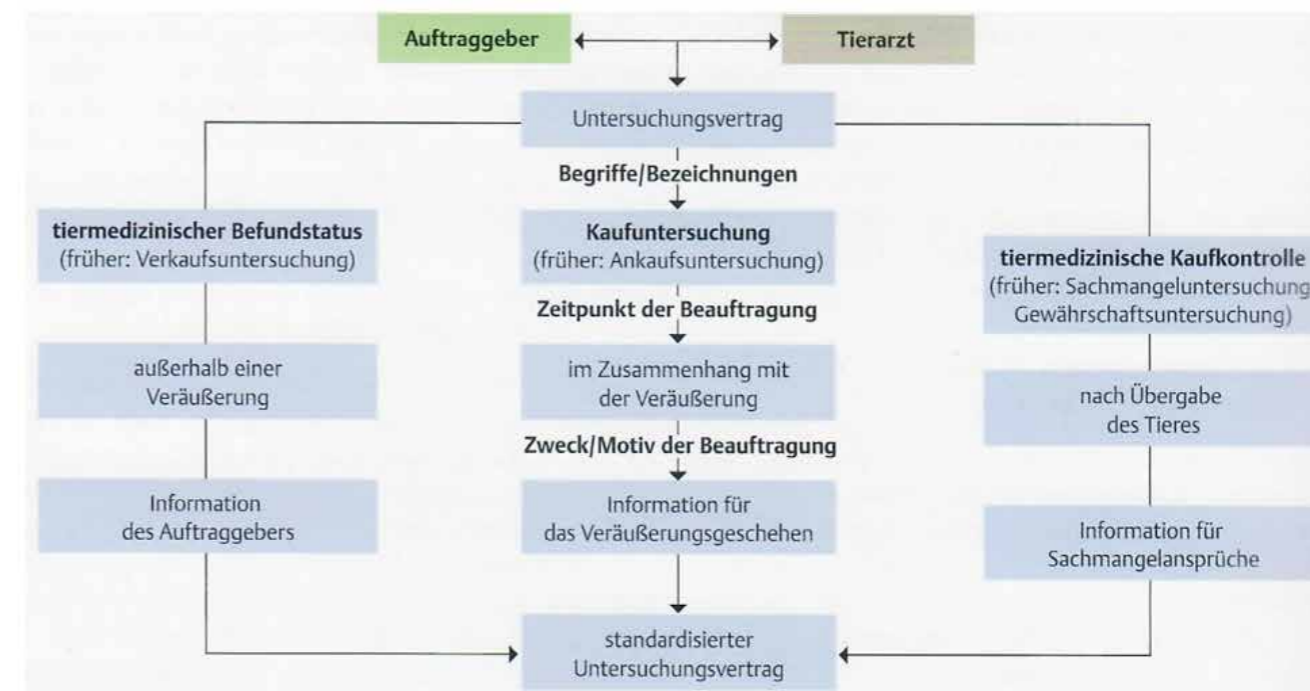 Auftraggeber
Tierarzt
Untersuchungsvertrag
Begriffe/Bezeichnungen
tiermedizinischer Befundstatus
(früher: Verkaufsuntersuchung)
Kaufuntersuchung
(früher: Ankaufsuntersuchung)
tiermedizinische Kaufkontrolle
(früher: Sachmangeluntersuchung
Gewährschaftsuntersuchung)
Zeitpunkt der Beauftragung
außerhalb einer
Veräußerung
im Zusammenhang mit
der Veräußerung
nach Übergabe
des Tieres
Zweck/Motiv der Beauftragung
Information
des Auftraggebers
Information für
das Veräußerungsgeschehen
Information für
Sachmangelansprüche
standardisierter
Untersuchungsvertrag